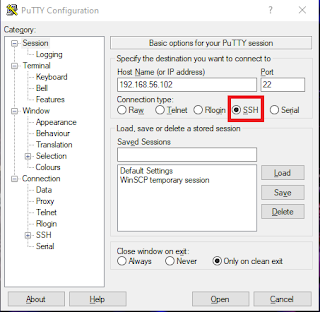 PuTTY Configuration
Category:
Session
Logging
Terminal
Keyboard
Bell
Features
Window
Appearance
Behaviour
Translation
Selection
Colours
Connection
Data
Proxy
Telnet
Rlogin
SSH
Serial
Basic options for your PuTTY session
Specify the destination you want to connect to
Host Name (or IP address) Port
192.168.56.102 22
Connection type:
Raw Telnet Rlogin SSH Serial
Load, save or delete a stored session
Saved Sessions
Default Settings
WinSCP temporary session
Load
Save
Delete
Close window on exit:
Always Never Only on clean exit
About Help Open Cancel